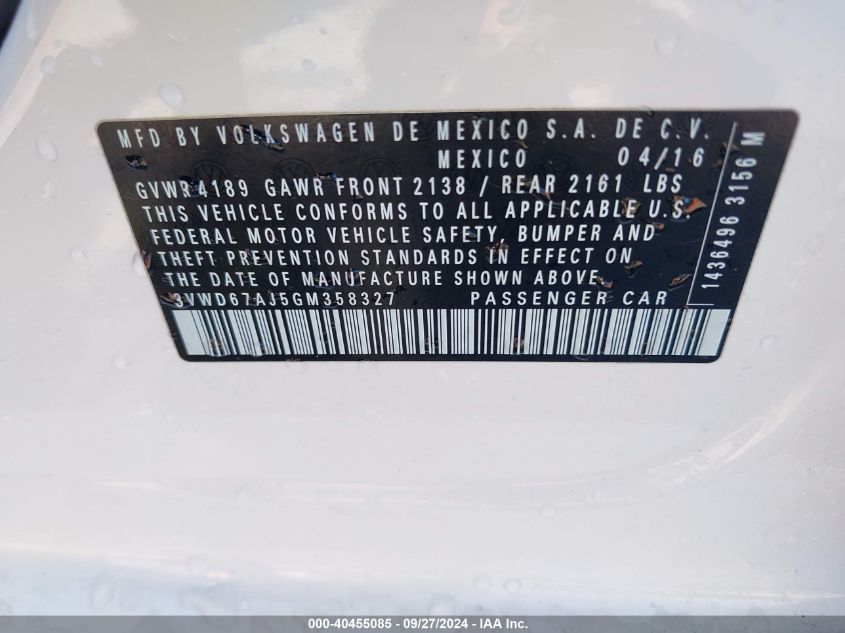 MFD BY VOLKSWAGEN DE MEXICO S.A. DE C.V.
MEXICO 04/16
GVWR 4189 GAWR FRONT 2138 / REAR 2161 LBS
THIS VEHICLE CONFORMS TO ALL APPLICABLE U.S.
FEDERAL MOTOR VEHICLE SAFETY, BUMPER AND
THEFT PREVENTION STANDARDS IN EFFECT ON
THE DATE OF MANUFACTURE SHOWN ABOVE.
3VWD67AJ5GM358327 PASSENGER CAR
1436496 3156 M
000-40455085 - 09/27/2024 - IAA Inc.